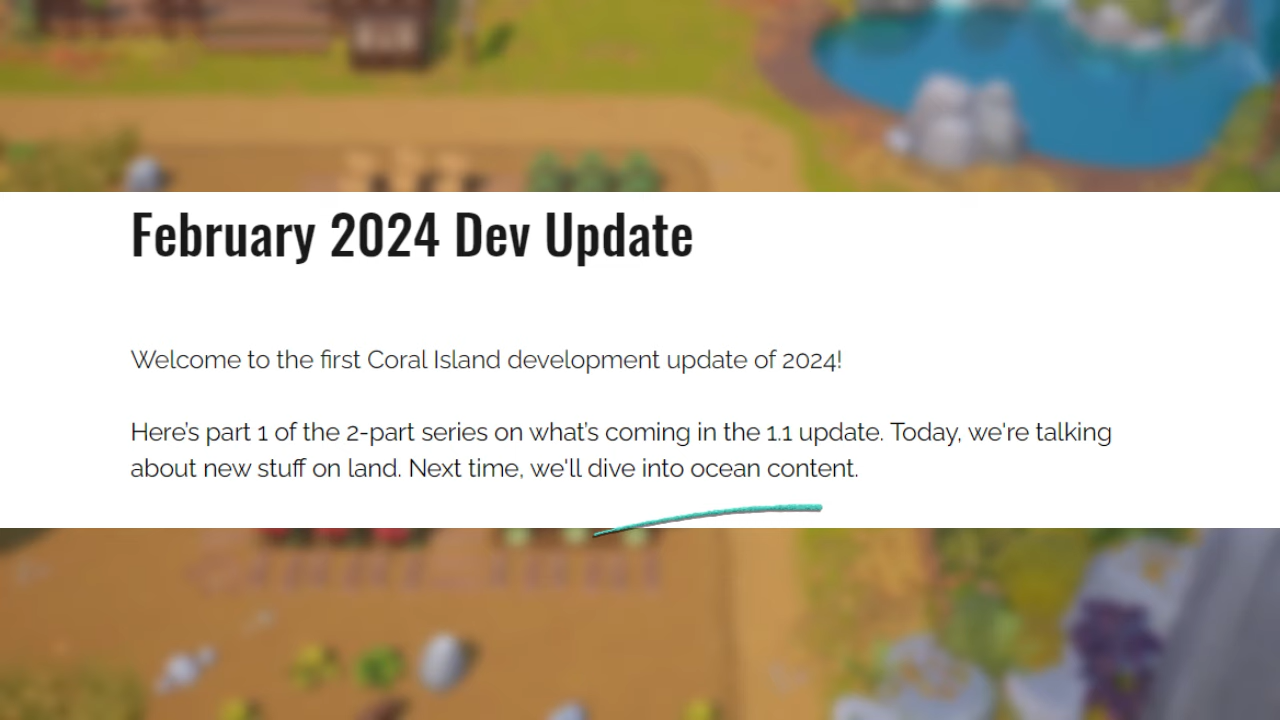 February 2024 Dev Update
Welcome to the first Coral Island development update of 2024!
Here’s part 1 of the 2-part series on what’s coming in the 1.1 update. Today, we're talking
about new stuff on land. Next time, we'll dive into ocean content.